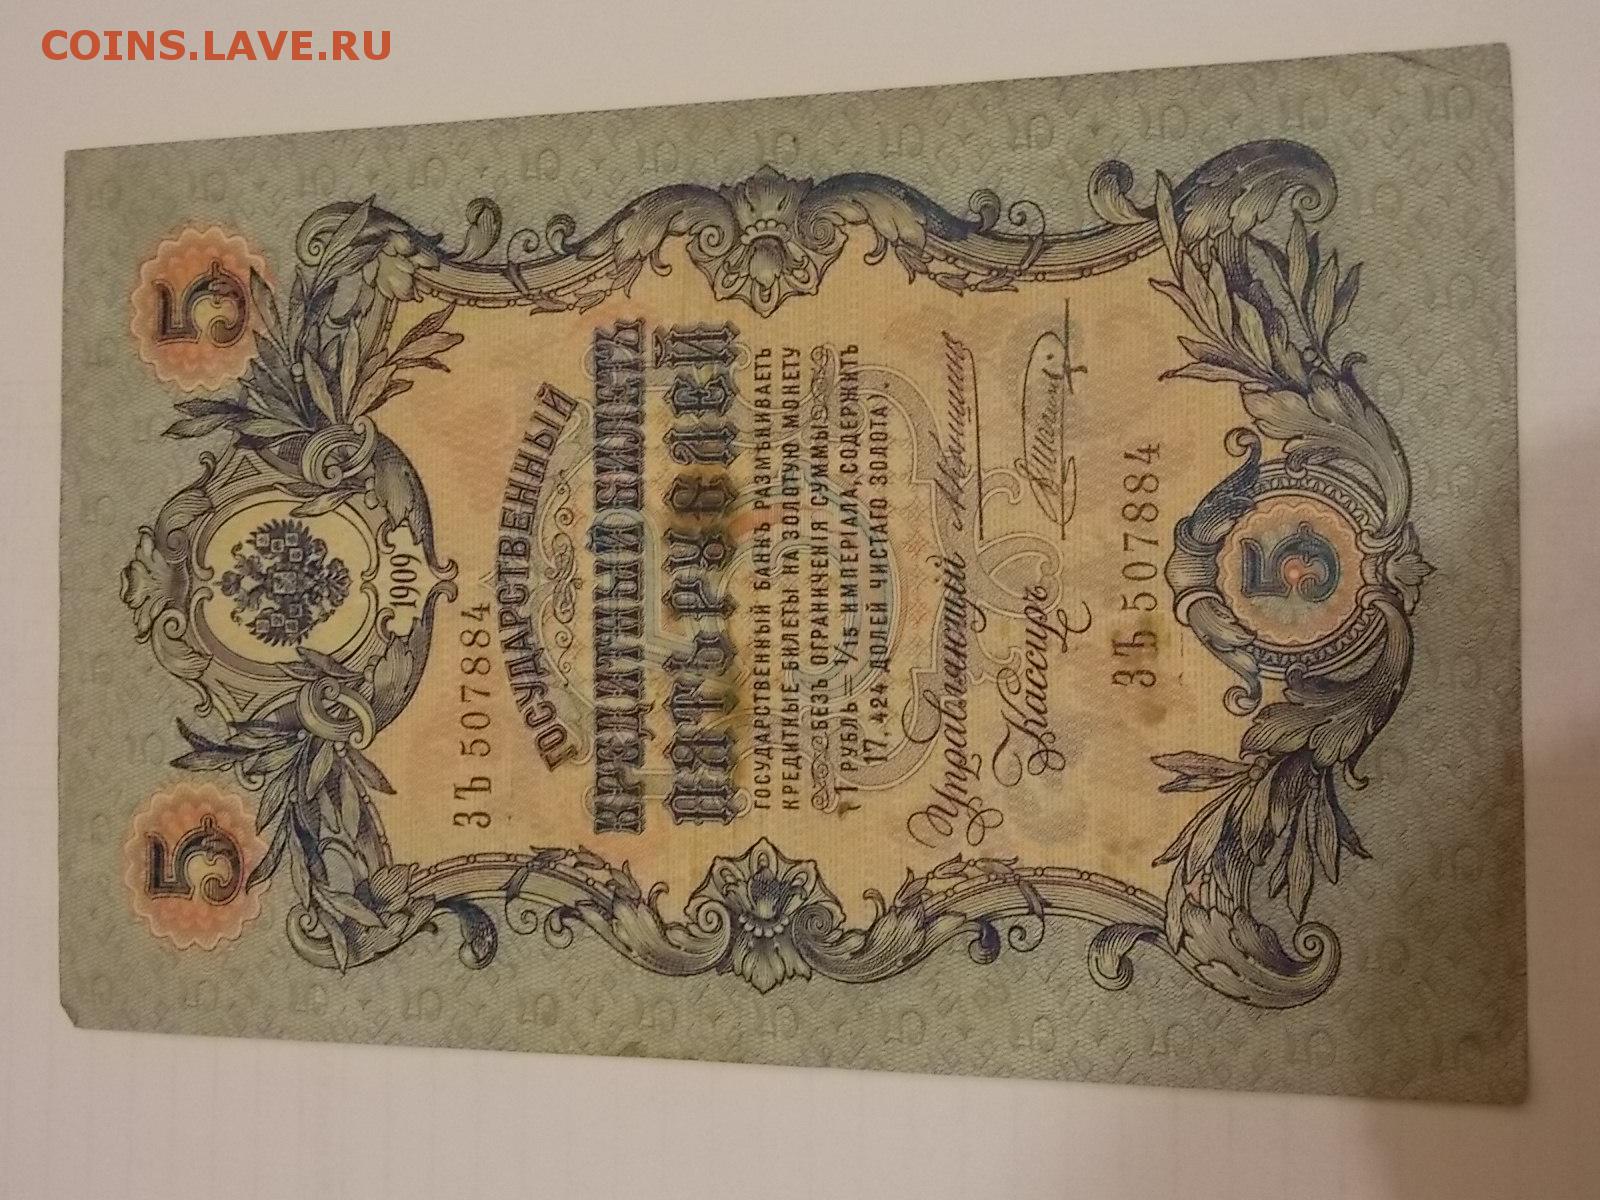 COINS.LAVE.RU
5 5
1909
ЗЪ 507884
ГОСУДАРСТВЕННЫЙ
КРЕДИТНЫЙ БИЛЕТЪ
ПЯТЬ РУБЛЕЙ
ГОСУДАРСТВЕННЫЙ БАНКЪ РАЗМѢНИВАЕТЪ
КРЕДИТНЫЕ БИЛЕТЫ НА ЗОЛОТУЮ МОНЕТУ
БЕЗЪ ОГРАНИЧЕНІЯ СУММЫ
(1 РУБЛЬ = 1/15 ИМПЕРІАЛА, СОДЕРЖИТЪ
17,424 ДОЛЕЙ ЧИСТАГО ЗОЛОТА).
Управляющій
Кассиръ
ЗЪ 507884
5